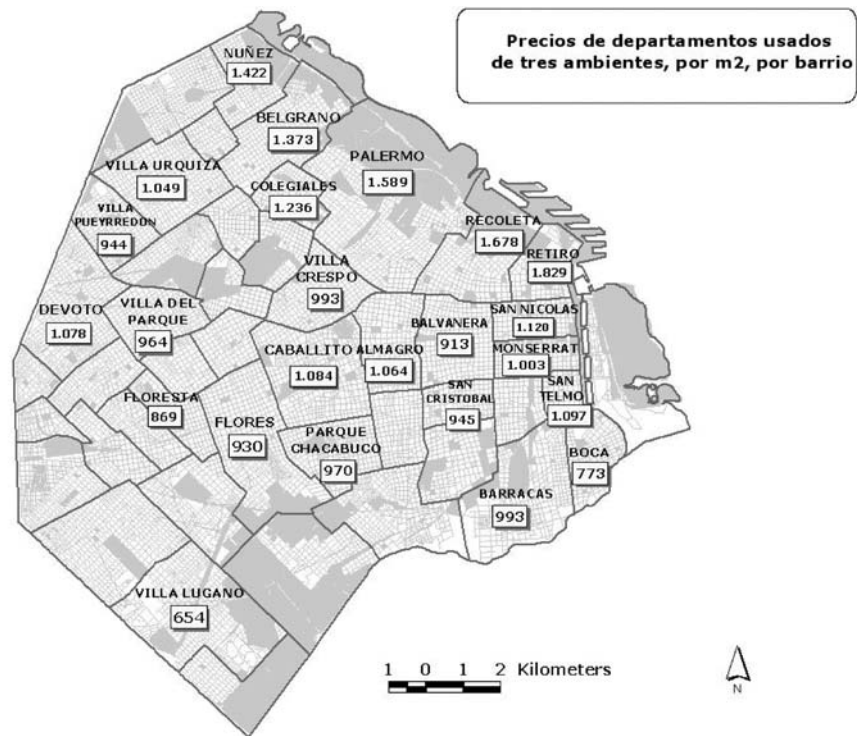 Precios de departamentos usados
de tres ambientes, por m2, por barrio
NUÑEZ
1.422
BELGRANO
1.373
PALERMO
1.589
VILLA URQUIZA
1.049
COLEGIALES
1.236
VILLA
PUEYRREDON
944
RECOLETA
1.678
RETIRO
1.829
VILLA
CRESPO
993
DEVOTO
1.078
VILLA DEL
PARQUE
964
SAN NICOLAS
1.120
BALVANERA
913
MONSERRAT
1.003
CABALLITO
1.084
ALMAGRO
1.064
SAN
CRISTOBAL
945
SAN
TELMO
1.097
FLORESTA
869
FLORES
930
PARQUE
CHACABUCO
970
BOCA
773
BARRACAS
993
VILLA LUGANO
654
1 0 1 2 Kilometers
N